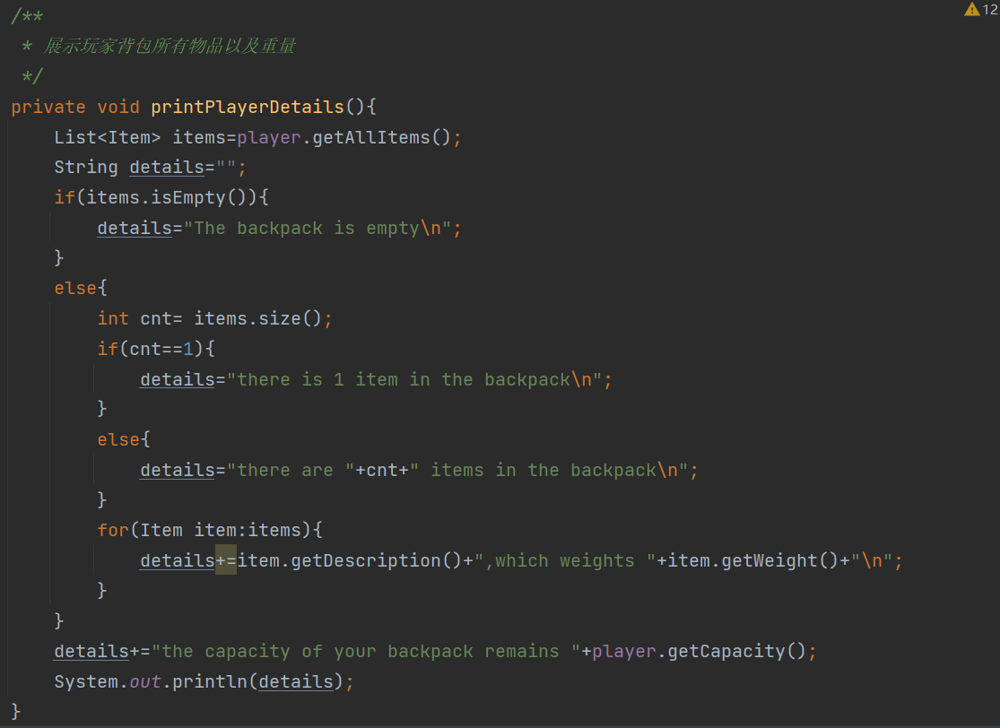 /**
 * 展示玩家背包所有物品以及重量
 */
private void printPlayerDetails(){
    List<Item> items=player.getAllItems();
    String details="";
    if(items.isEmpty()){
        details="The backpack is empty\n";
    }
    else{
        int cnt= items.size();
        if(cnt==1){
            details="there is 1 item in the backpack\n";
        }
        else{
            details="there are "+cnt+" items in the backpack\n";
        }
        for(Item item:items){
            details+=item.getDescription()+",which weights "+item.getWeight()+"\n";
        }
    }
    details+="the capacity of your backpack remains "+player.getCapacity();
    System.out.println(details);
}
12